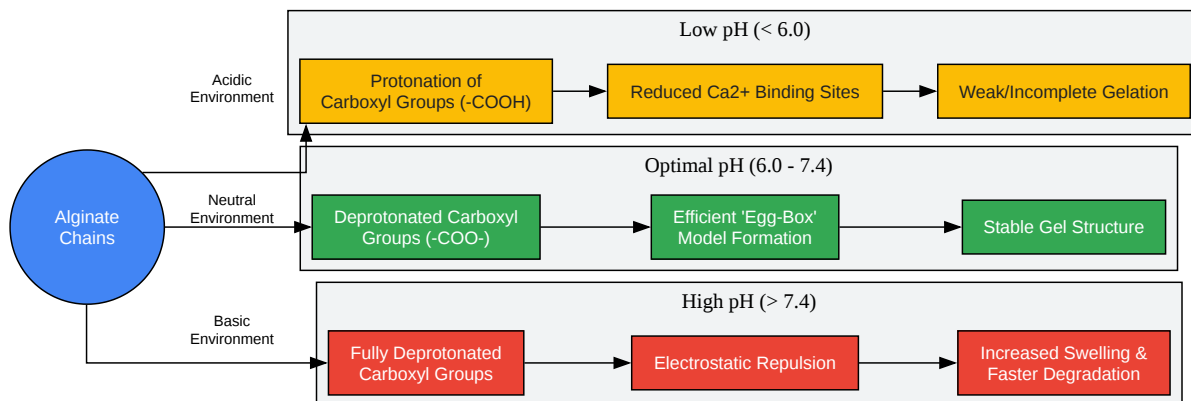 Low pH (< 6.0)
Acidic
Environment
Protonation of
Carboxyl Groups (-COOH)
Reduced Ca2+ Binding Sites
Weak/Incomplete Gelation
Optimal pH (6.0 - 7.4)
Alginate
Chains
Neutral
Environment
Deprotonated Carboxyl
Groups (-COO-)
Efficient 'Egg-Box'
Model Formation
Stable Gel Structure
High pH (> 7.4)
Basic
Environment
Fully Deprotonated
Carboxyl Groups
Electrostatic Repulsion
Increased Swelling &
Faster Degradation